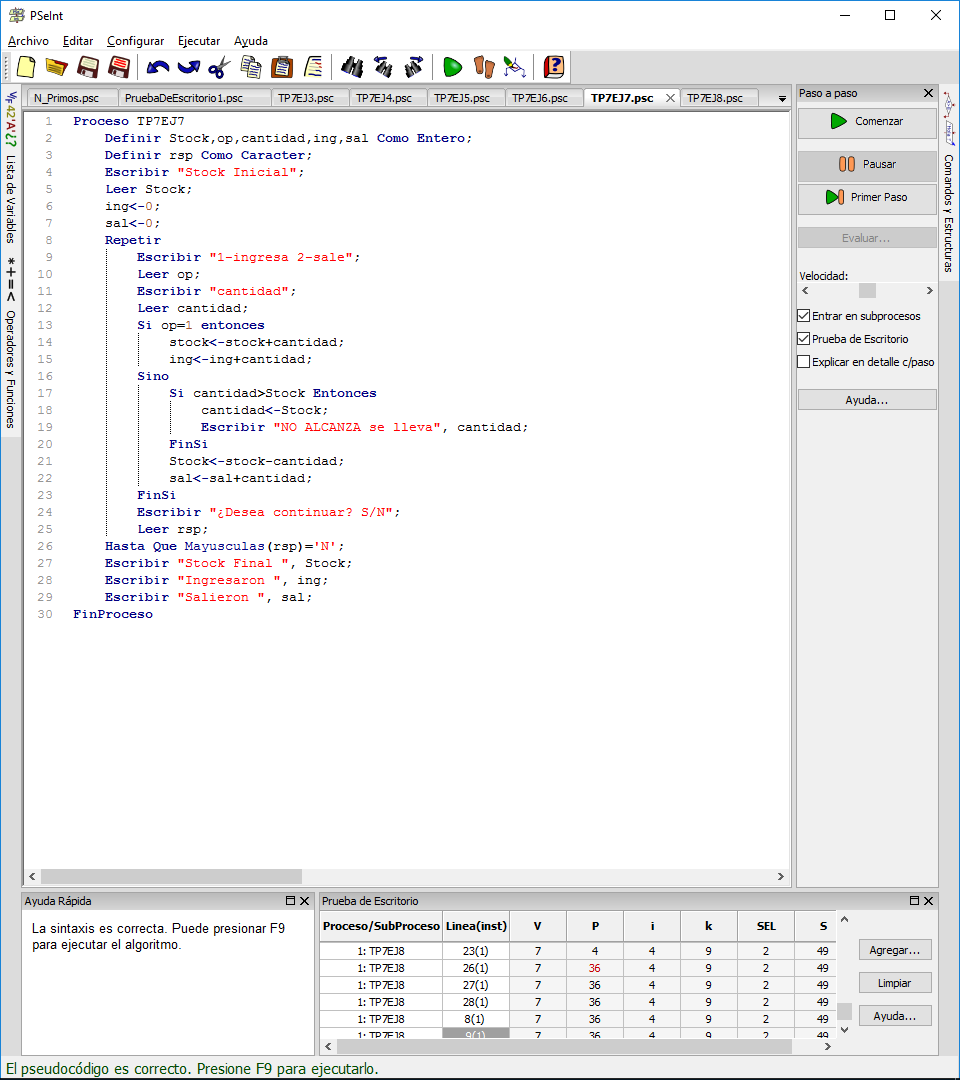 PSeInt
Archivo Editar Configurar Ejecutar Ayuda
N_Primos.psc PruebaDeEscritorio1.psc TP7EJ3.psc TP7EJ4.psc TP7EJ5.psc TP7EJ6.psc TP7EJ7.psc TP7EJ8.psc
Lista de Variables
*+=<
Operadores y Funciones
1 Proceso TP7EJ7
2 Definir Stock,op,cantidad,ing,sal Como Entero;
3 Definir rsp Como Caracter;
4 Escribir "Stock Inicial";
5 Leer Stock;
6 ing<-0;
7 sal<-0;
8 Repetir
9 Escribir "1-ingresa 2-sale";
10 Leer op;
11 Escribir "cantidad";
12 Leer cantidad;
13 Si op=1 entonces
14 stock<-stock+cantidad;
15 ing<-ing+cantidad;
16 Sino
17 Si cantidad>Stock Entonces
18 cantidad<-Stock;
19 Escribir "NO ALCANZA se lleva", cantidad;
20 FinSi
21 Stock<-stock-cantidad;
22 sal<-sal+cantidad;
23 FinSi
24 Escribir "¿Desea continuar? S/N";
25 Leer rsp;
26 Hasta Que Mayusculas(rsp)='N';
27 Escribir "Stock Final ", Stock;
28 Escribir "Ingresaron ", ing;
29 Escribir "Salieron ", sal;
30 FinProceso
Paso a paso
Comenzar
Pausar
Primer Paso
Evaluar...
Velocidad:
Entrar en subprocesos
Prueba de Escritorio
Explicar en detalle c/paso
Ayuda...
Comandos y Estructuras
Ayuda Rápida
La sintaxis es correcta. Puede presionar F9
para ejecutar el algoritmo.
Prueba de Escritorio
Proceso/SubProceso Linea(inst) V P i k SEL S
1: TP7EJ8 23(1) 7 4 4 9 2 49
1: TP7EJ8 26(1) 7 36 4 9 2 49
1: TP7EJ8 27(1) 7 36 4 9 2 49
1: TP7EJ8 28(1) 7 36 4 9 2 49
1: TP7EJ8 8(1) 7 36 4 9 2 49
1: TP7EJ8 9(1) 7 36 4 9 2 49
Agregar...
Limpiar
Ayuda...
El pseudocódigo es correcto. Presione F9 para ejecutarlo.